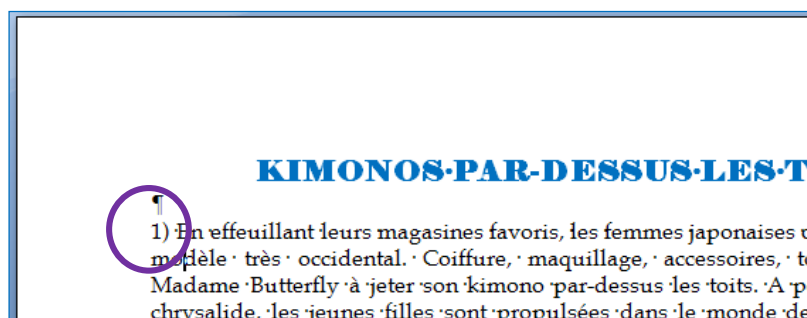 KIMONOS PAR-DESSUS LES T
¶
1) En effeuillant leurs magasines favoris, les femmes japonaises
modèle très occidental. Coiffure, maquillage, accessoires,
Madame Butterfly à jeter son kimono par-dessus les toits. A
chrysalide, les jeunes filles sont propulsées dans le monde de